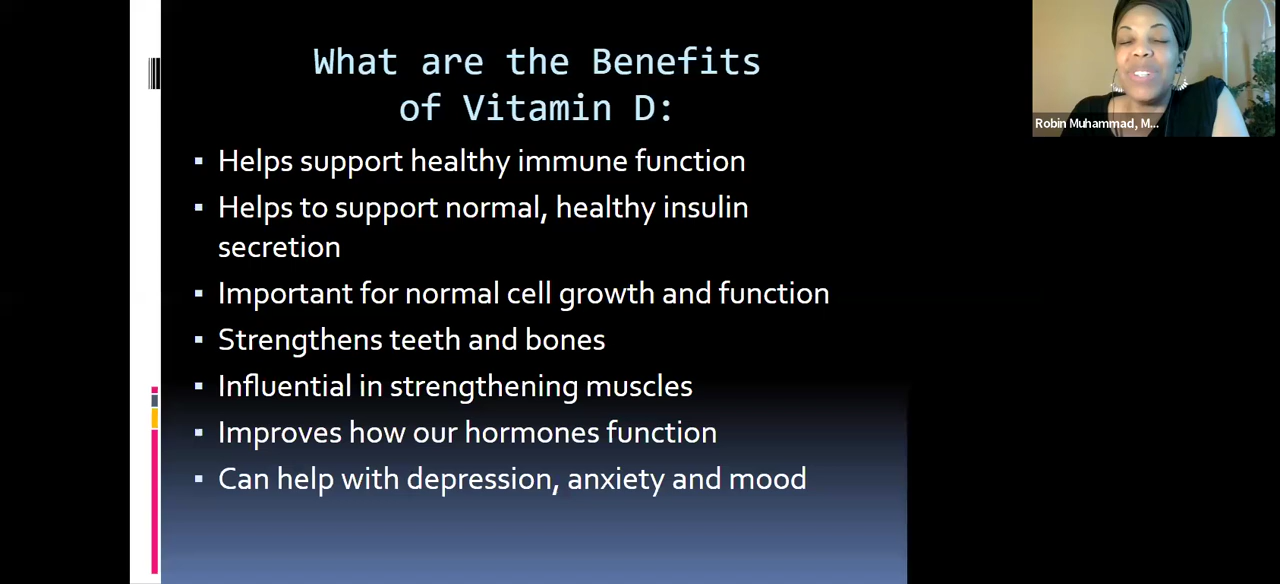 What are the Benefits
of Vitamin D:
▪ Helps support healthy immune function
▪ Helps to support normal, healthy insulin
secretion
▪ Important for normal cell growth and function
▪ Strengthens teeth and bones
▪ Influential in strengthening muscles
▪ Improves how our hormones function
▪ Can help with depression, anxiety and mood
Robin Muhammad, M...